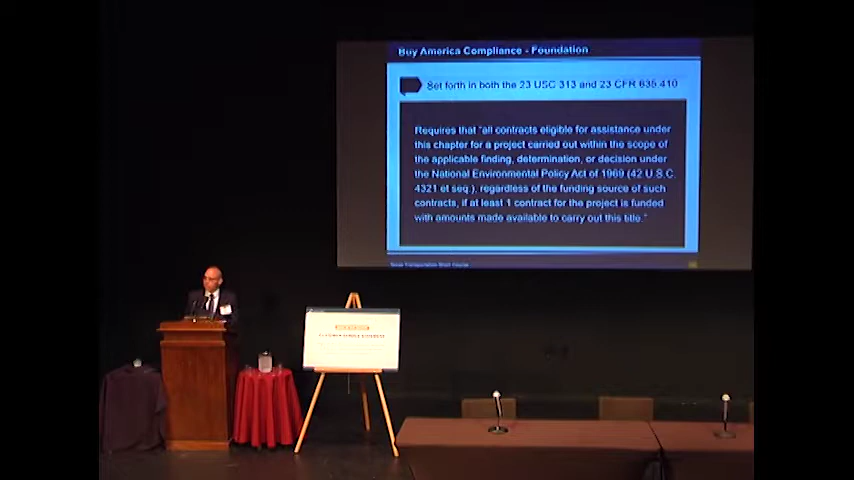 Buy America Compliance - Foundation
Set forth in both the 23 USC 313 and 23 CFR 635.410
Requires that "all contracts eligible for assistance under
this chapter for a project carried out within the scope of
the applicable finding, determination, or decision under
the National Environmental Policy Act of 1969 (42 U.S.C.
4321 et seq.), regardless of the funding source of such
contracts, if at least 1 contract for the project is funded
with amounts made available to carry out this title."
Texas Transportation Short Course